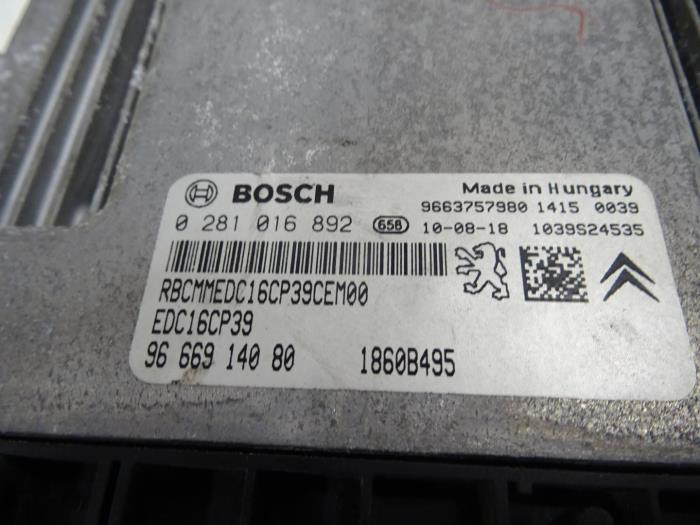 BOSCH
Made in Hungary
9663757980 1415 0039
0 281 016 892 656 10-08-18 1039S24535
RBCMMEDC16CP39CEM00
EDC16CP39
96 669 140 80 1860B495